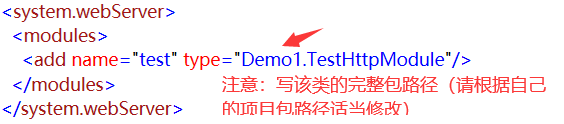 <system.webServer>
<modules>
<add name="test" type="Demo1.TestHttpModule"/>
</modules> 注意：写该类的完整包路径（请根据自己
</system.webServer> 的项目包路径适当修改）